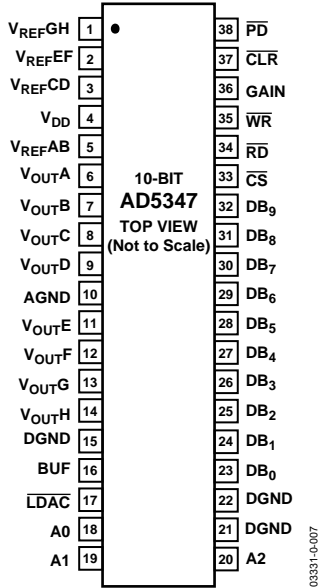 VREFGH 1
VREFEF 2
VREFCD 3
VDD 4
VREFAB 5
VOUTA 6
VOUTB 7
VOUTC 8
VOUTD 9
AGND 10
VOUTE 11
VOUTF 12
VOUTG 13
VOUTH 14
DGND 15
BUF 16
LDAC 17
A0 18
A1 19
10-BIT
AD5347
TOP VIEW
(Not to Scale)
38 PD
37 CLR
36 GAIN
35 WR
34 RD
33 CS
32 DB9
31 DB8
30 DB7
29 DB6
28 DB5
27 DB4
26 DB3
25 DB2
24 DB1
23 DB0
22 DGND
21 DGND
20 A2
03331-0-007